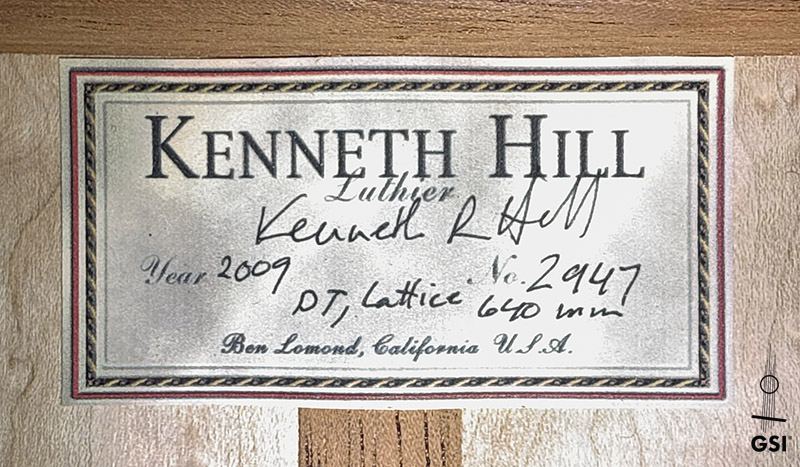 KENNETH HILL
Luthier
Kenneth R Hill
Year 2009 No. 2947
DT, Lattice 640 mm
Ben Lomond, California U.S.A.
GSI